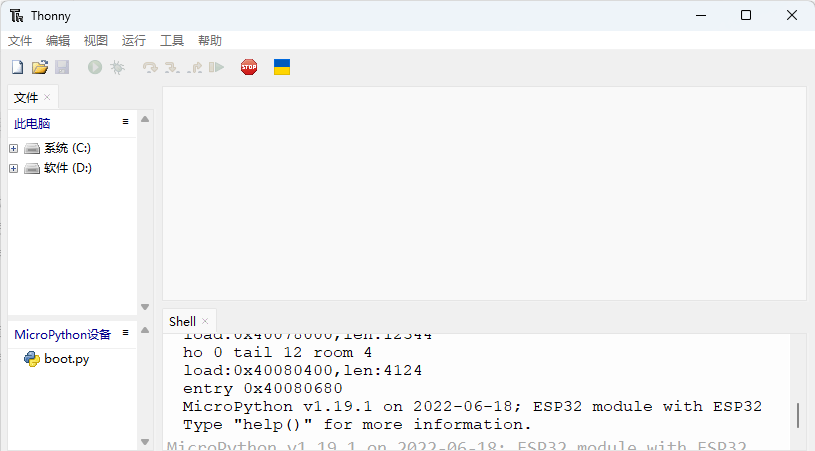 Thonny
文件 编辑 视图 运行 工具 帮助
STOP
文件
此电脑
系统 (C:)
软件 (D:)
MicroPython设备
boot.py
Shell
load:0x40078000,len:12344
ho 0 tail 12 room 4
load:0x40080400,len:4124
entry 0x40080680
MicroPython v1.19.1 on 2022-06-18; ESP32 module with ESP32
Type "help()" for more information.
MicroPython v1.19.1 on 2022-06-18; ESP32 module with ESP32